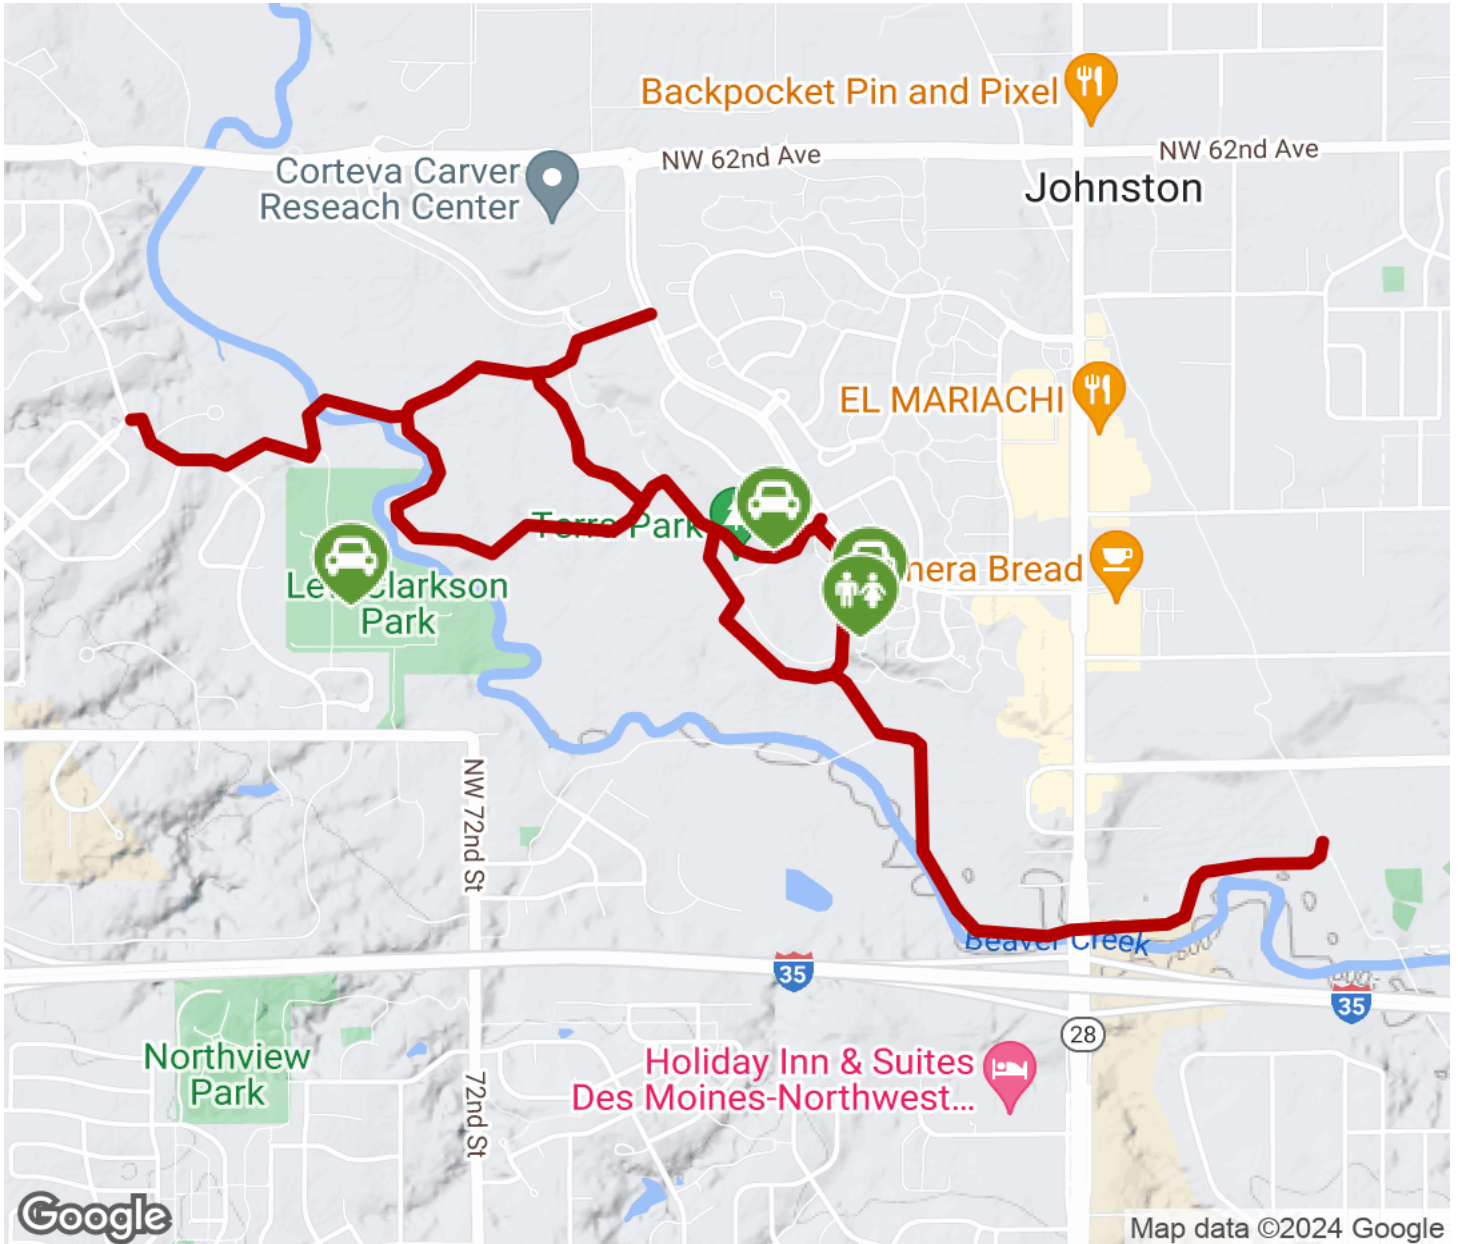 Backpocket Pin and Pixel
NW 62nd Ave
NW 62nd Ave
Corteva Carver
Reseach Center
Johnston
EL MARIACHI
Park
Bread
Clarkson
Park
NW 72nd St
Beaver Creek
35
35
28
Northview
Park
Holiday Inn & Suites
Des Moines-Northwest...
72nd St
Google
Map data ©2024 Google